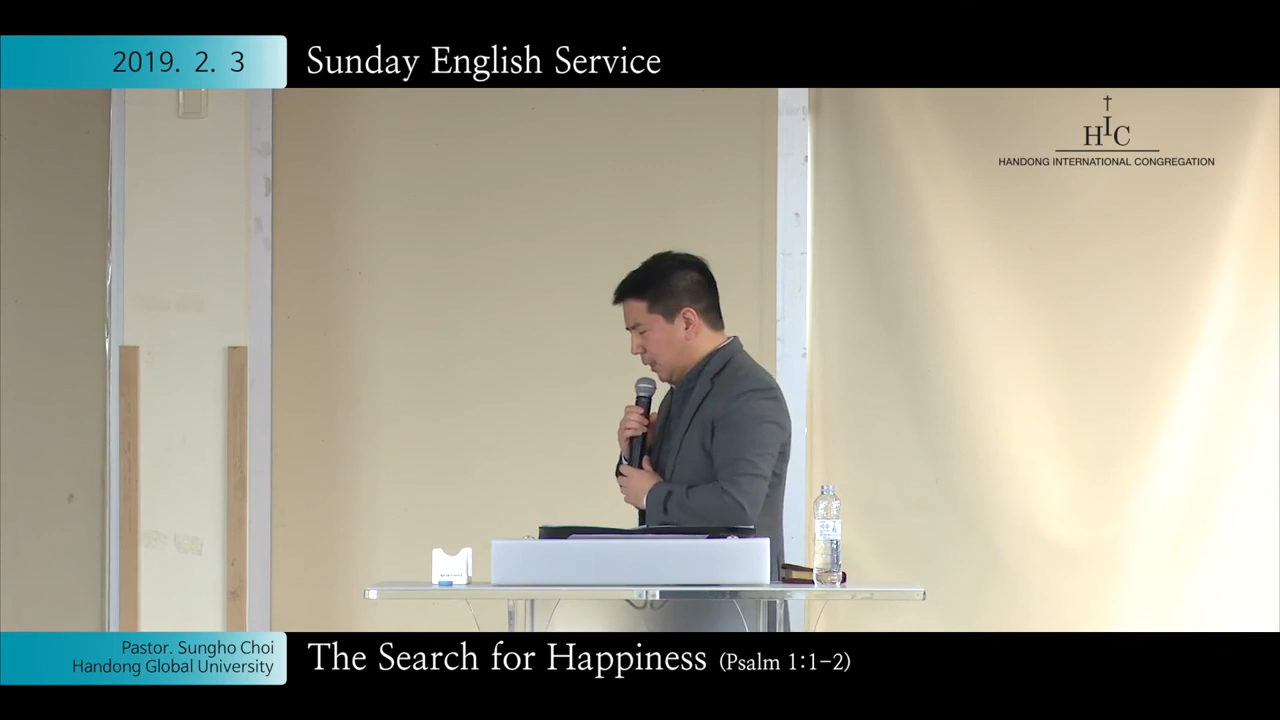 2019. 2. 3
Sunday English Service
HIC
HANDONG INTERNATIONAL CONGREGATION
Pastor. Sungho Choi
Handong Global University
The Search for Happiness (Psalm 1:1-2)